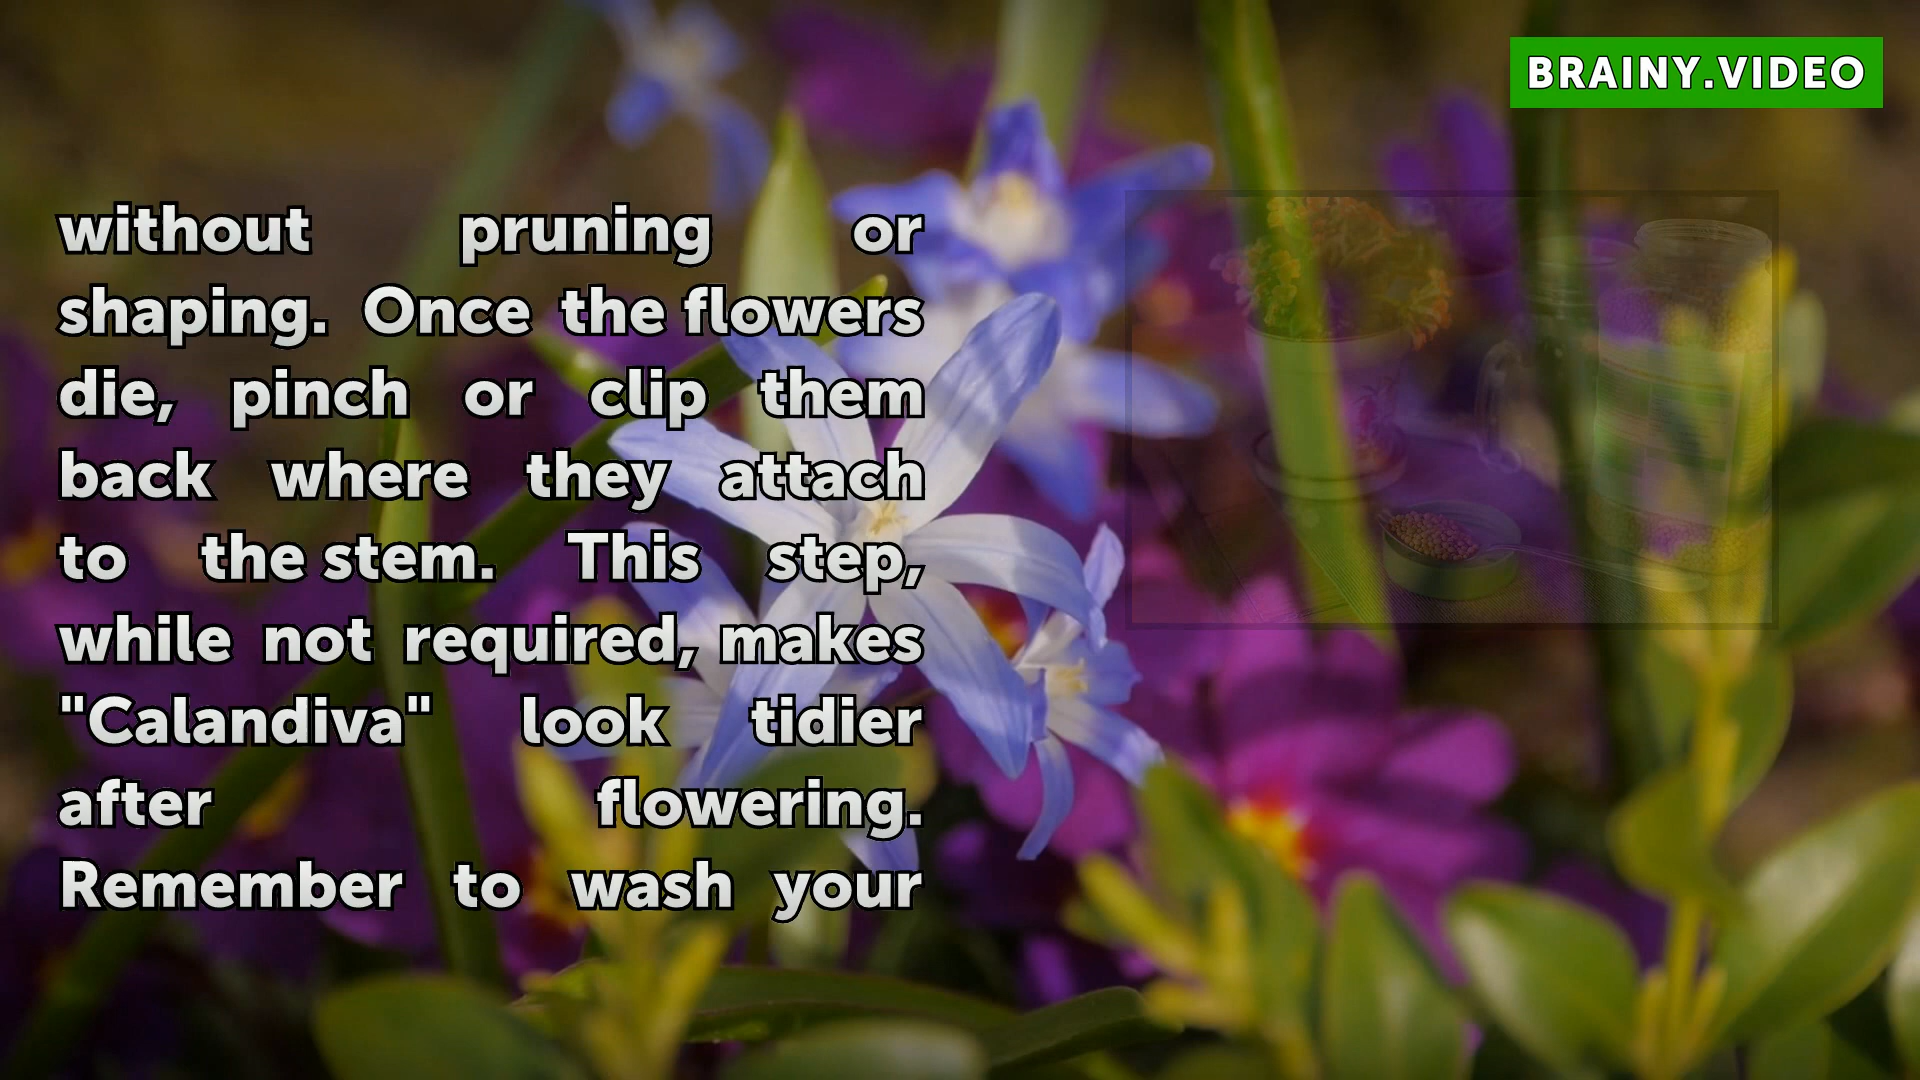 BRAINY.VIDEO
without pruning or
shaping. Once the flowers
die, pinch or clip them
back where they attach
to the stem. This step,
while not required, makes
"Calandiva" look tidier
after flowering.
Remember to wash your